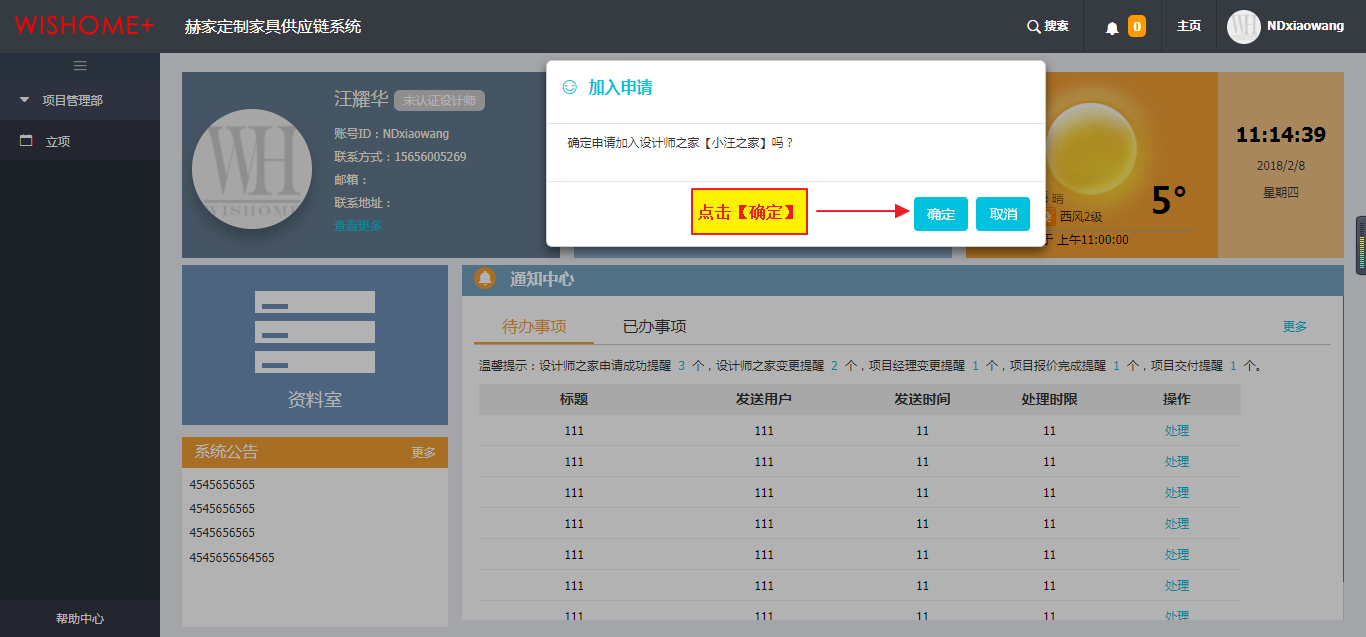 WISHOME+
赫家定制家具供应链系统
搜索
0
主页
NDxiaowang
项目管理部
立项
帮助中心
WH
WISHOME
汪耀华 未认证设计师
账号ID：NDxiaowang
联系方式：15656005269
邮箱：
联系地址：
查看更多
加入申请
确定申请加入设计师之家【小汪之家】吗？
点击【确定】
确定
取消
晴
西风2级
5°
于 上午11:00:00
11:14:39
2018/2/8
星期四
资料室
系统公告 更多
4545656565
4545656565
4545656565
4545656564565
通知中心
待办事项 已办事项 更多
温馨提示：设计师之家申请成功提醒 3 个，设计师之家变更提醒 2 个，项目经理变更提醒 1 个，项目报价完成提醒 1 个，项目交付提醒 1 个。
标题 发送用户 发送时间 处理时限 操作
111 111 11 11 处理
111 111 11 11 处理
111 111 11 11 处理
111 111 11 11 处理
111 111 11 11 处理
111 111 11 11 处理
111 111 11 11 处理